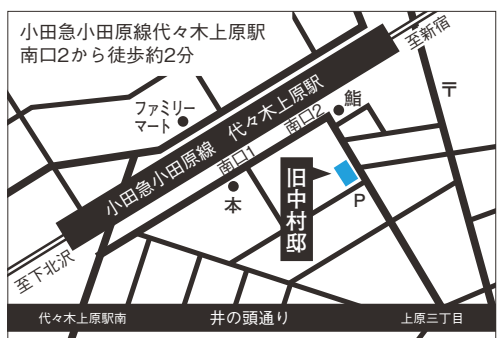 小田急小田原線代々木上原駅
南口2から徒歩約2分
至新宿
〒
ファミリー
マート
鮨
小田急小田原線 代々木上原駅
南口2
南口1
本
旧中村邸
P
至下北沢
代々木上原駅南
井の頭通り
上原三丁目